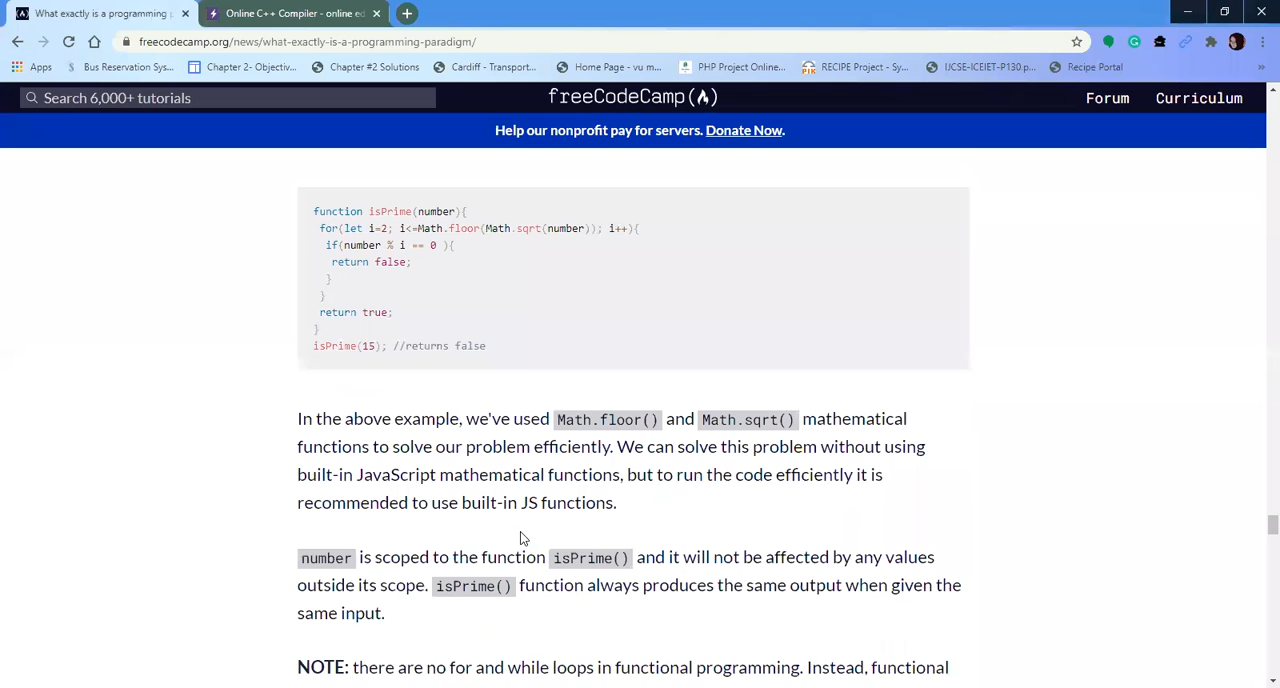 What exactly is a programming p
Online C++ Compiler - online ed
freecodecamp.org/news/what-exactly-is-a-programming-paradigm/
Apps
Bus Reservation Sys...
Chapter 2- Objectiv...
Chapter #2 Solutions
Cardiff - Transport...
Home Page - vu m...
PHP Project Online...
RECIPE Project - Sy...
IJCSE-ICEIET-P130.p...
Recipe Portal
Search 6,000+ tutorials
freeCodeCamp
Forum
Curriculum
Help our nonprofit pay for servers. Donate Now.
function isPrime(number){
for(let i=2; i<=Math.floor(Math.sqrt(number)); i++){
if(number % i == 0 ){
return false;
}
}
return true;
}
isPrime(15); //returns false
In the above example, we've used Math.floor() and Math.sqrt() mathematical
functions to solve our problem efficiently. We can solve this problem without using
built-in JavaScript mathematical functions, but to run the code efficiently it is
recommended to use built-in JS functions.
number is scoped to the function isPrime() and it will not be affected by any values
outside its scope. isPrime() function always produces the same output when given the
same input.
NOTE: there are no for and while loops in functional programming. Instead, functional